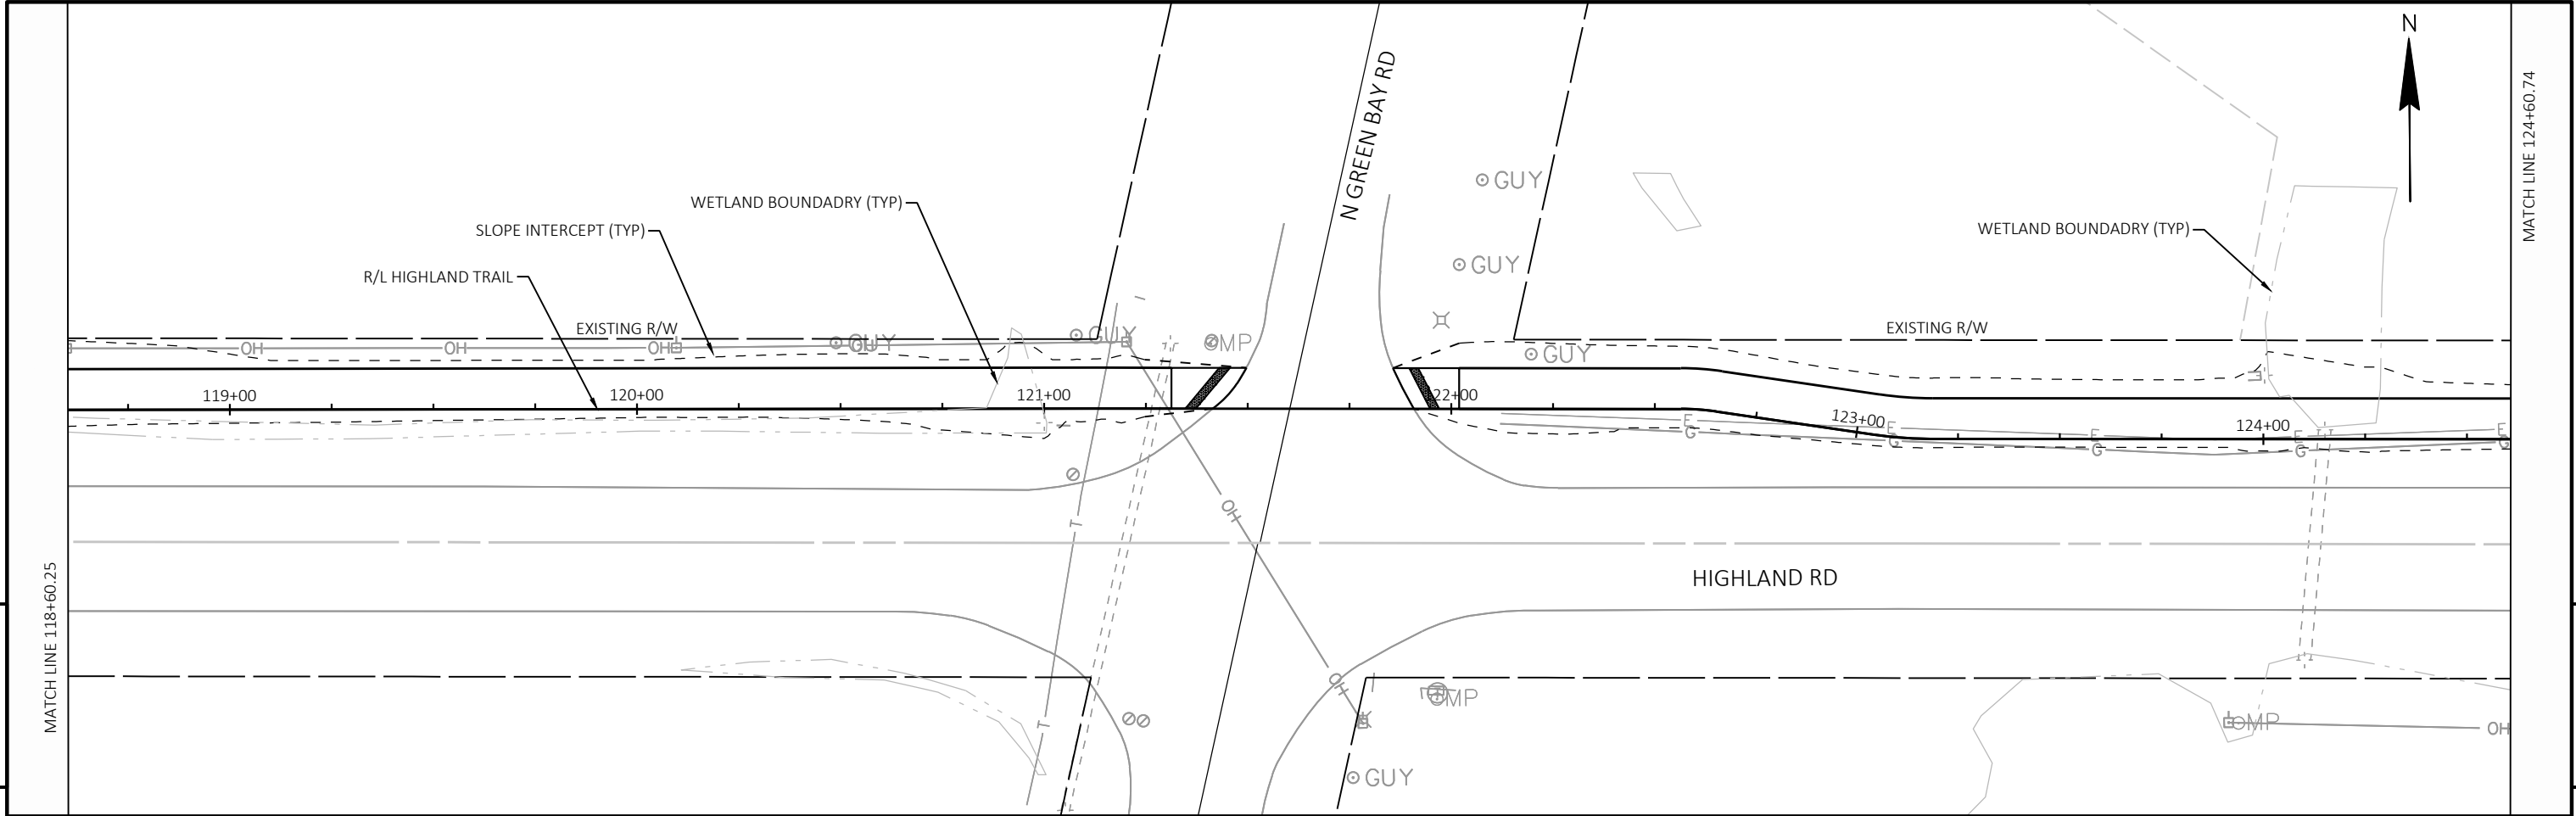 N
MATCH LINE 124+60.74
N GREEN BAY RD
GUY
WETLAND BOUNDADRY (TYP)
SLOPE INTERCEPT (TYP)
WETLAND BOUNDADRY (TYP)
GUY
R/L HIGHLAND TRAIL
EXISTING R/W
EXISTING R/W
OH
OH
OH
GUY
GUY
MP
GUY
119+00
120+00
121+00
22+00
123+00
124+00
E
E
E
E
E
G
G
G
G
G
OH
T
HIGHLAND RD
MATCH LINE 118+60.25
OH
MP
T
MP
OH
GUY